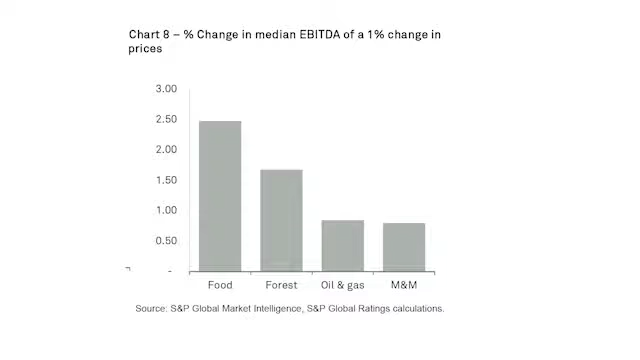 Chart 8 – % Change in median EBITDA of a 1% change in
prices
3.00
2.50
2.00
1.50
1.00
0.50
-
Food Forest Oil & gas M&M
Source: S&P Global Market Intelligence, S&P Global Ratings calculations.